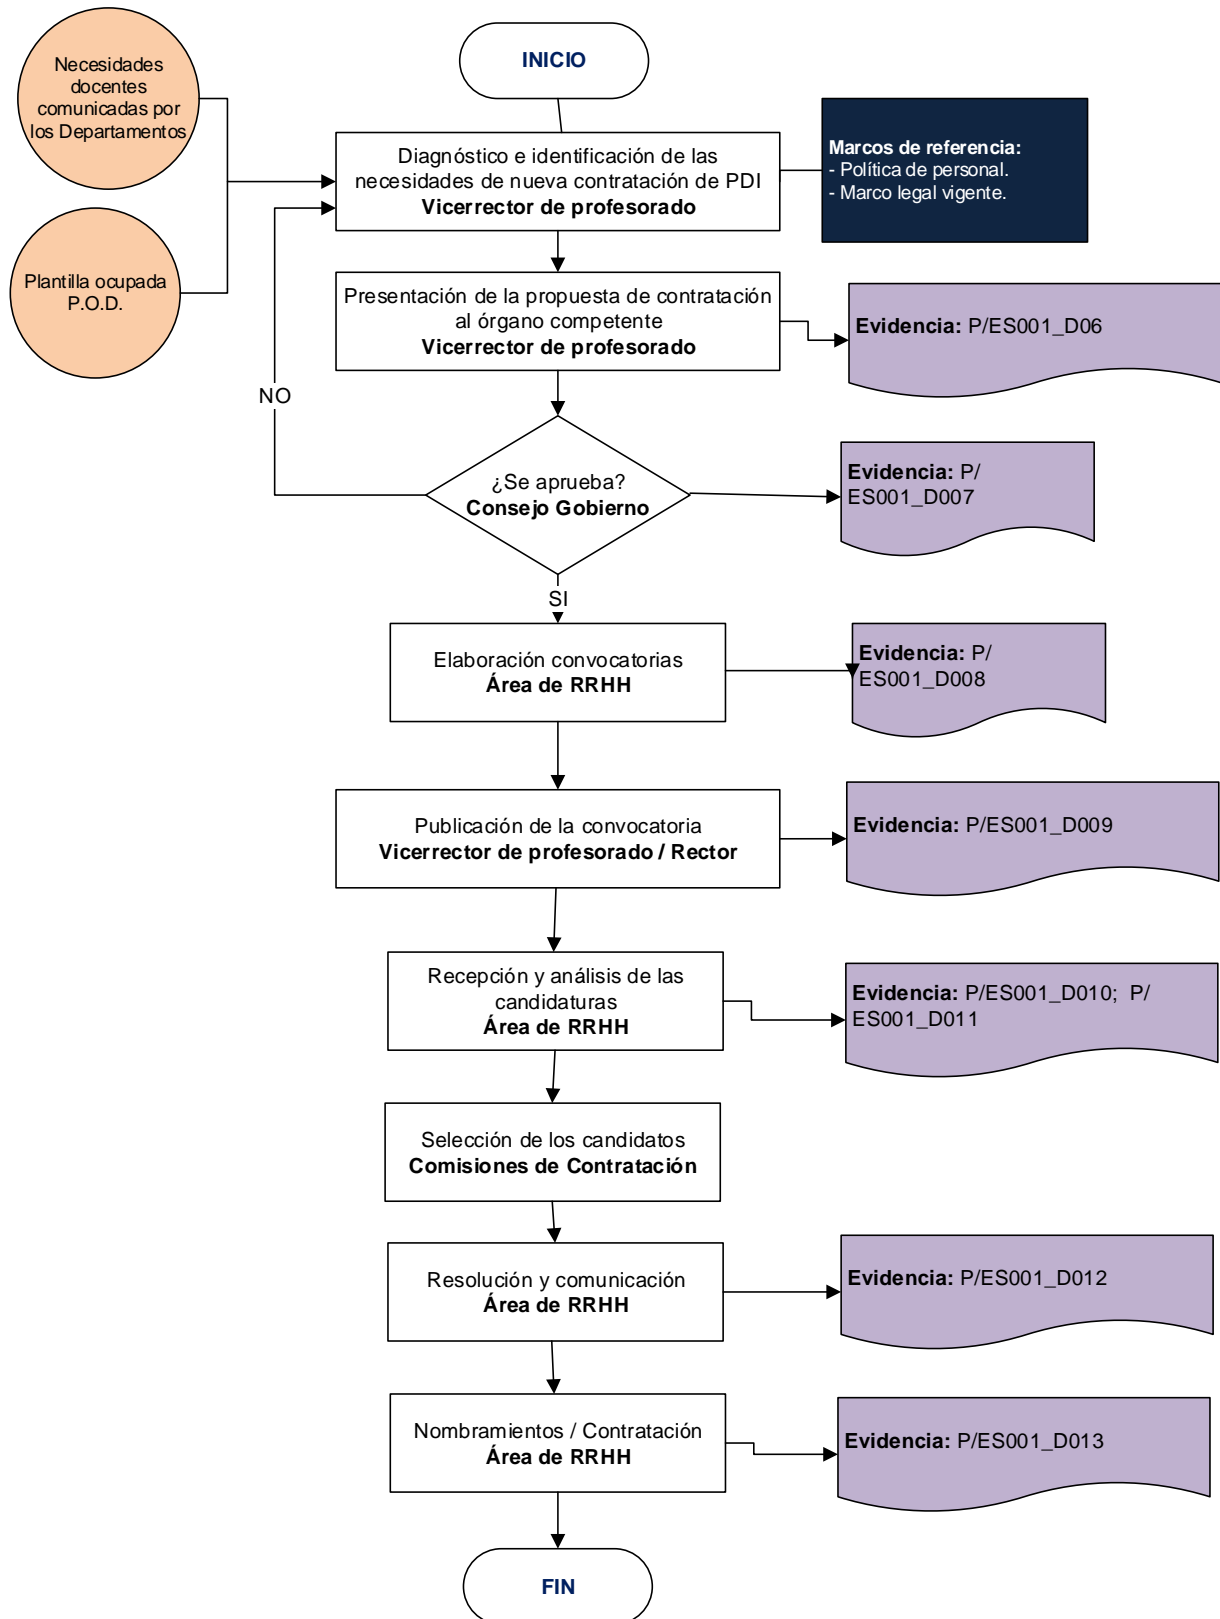 INICIO
Necesidades
docentes
comunicadas por
los Departamentos
Diagnóstico e identificación de las
necesidades de nueva contratación de PDI
Vicerrector de profesorado
Marcos de referencia:
- Política de personal.
- Marco legal vigente.
Plantilla ocupada
P.O.D.
Presentación de la propuesta de contratación
al órgano competente
Vicerrector de profesorado
Evidencia: P/ES001_D06
NO
¿Se aprueba?
Consejo Gobierno
Evidencia: P/
ES001_D007
SI
Elaboración convocatorias
Área de RRHH
Evidencia: P/
ES001_D008
Publicación de la convocatoria
Vicerrector de profesorado / Rector
Evidencia: P/ES001_D009
Recepción y análisis de las
candidaturas
Área de RRHH
Evidencia: P/ES001_D010; P/
ES001_D011
Selección de los candidatos
Comisiones de Contratación
Resolución y comunicación
Área de RRHH
Evidencia: P/ES001_D012
Nombramientos / Contratación
Área de RRHH
Evidencia: P/ES001_D013
FIN